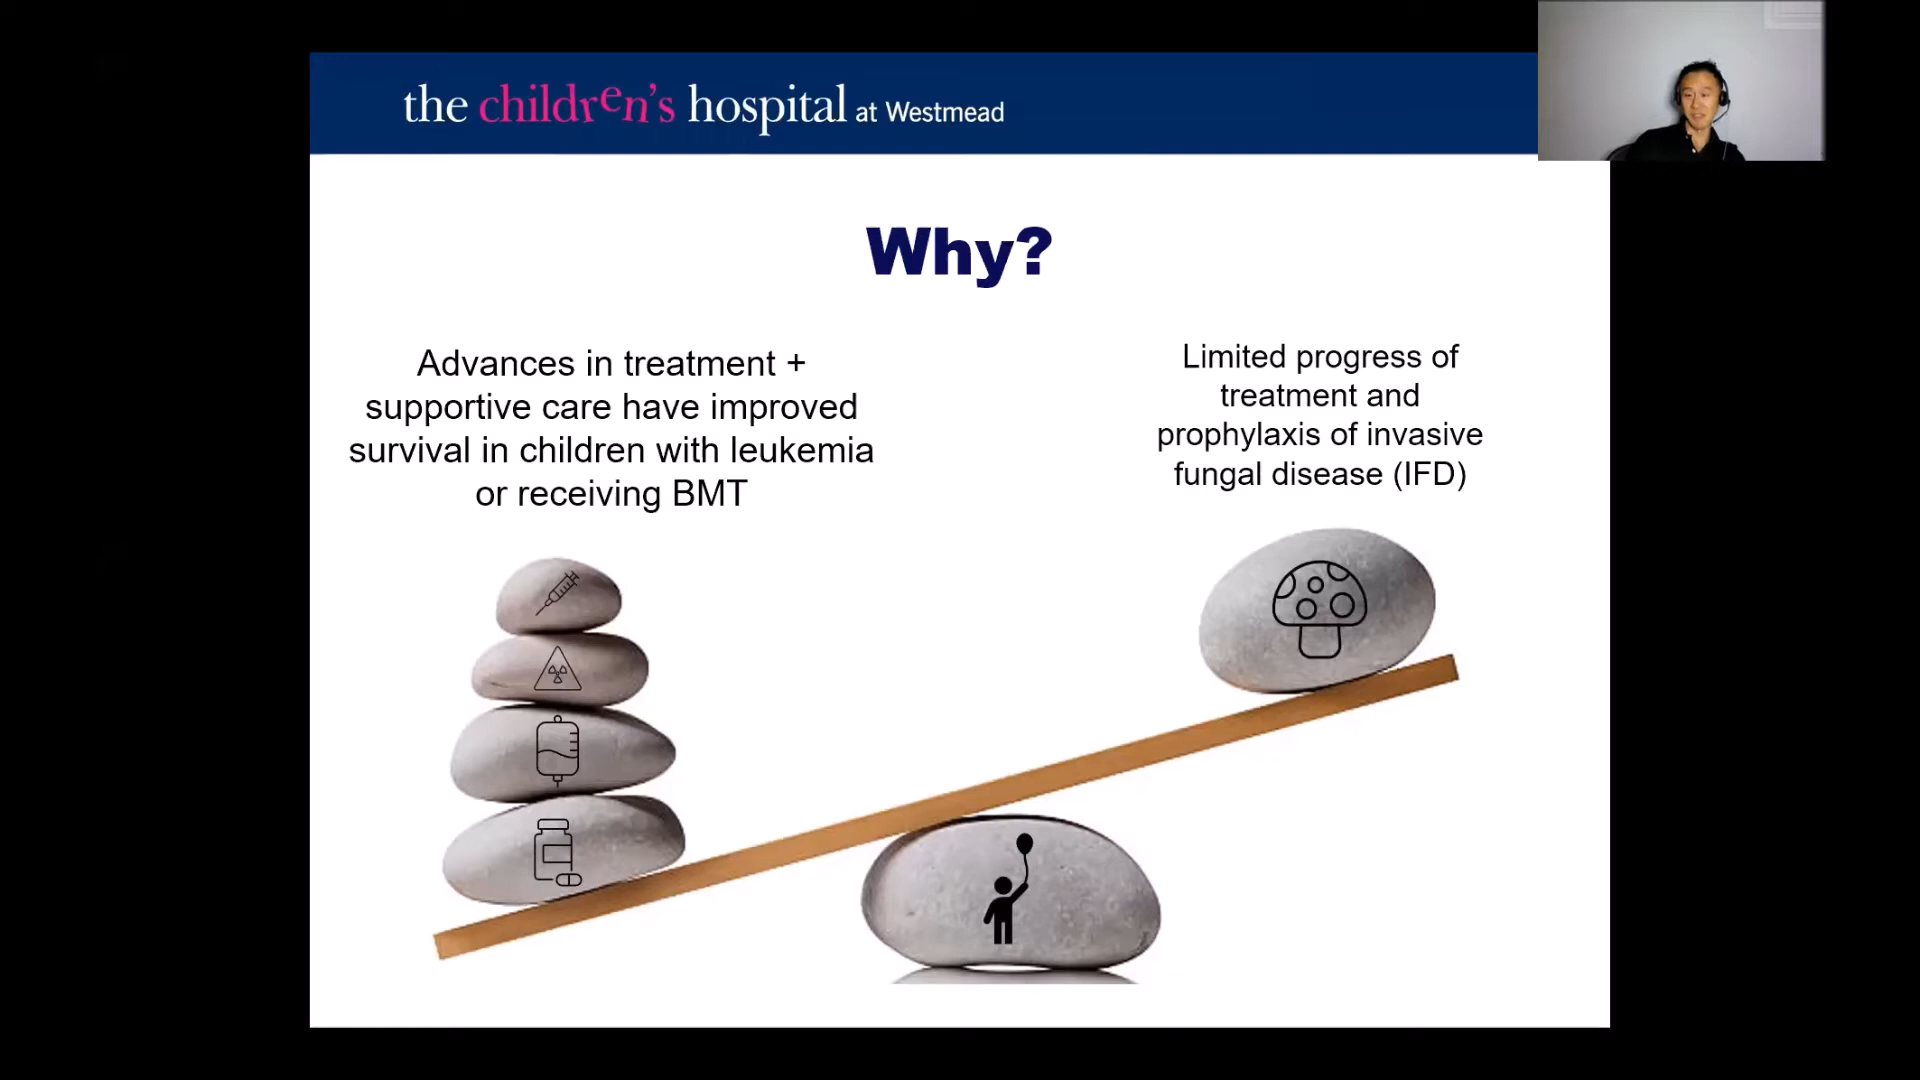 the children's hospital at Westmead
Why?
Advances in treatment +
supportive care have improved
survival in children with leukemia
or receiving BMT
Limited progress of
treatment and
prophylaxis of invasive
fungal disease (IFD)